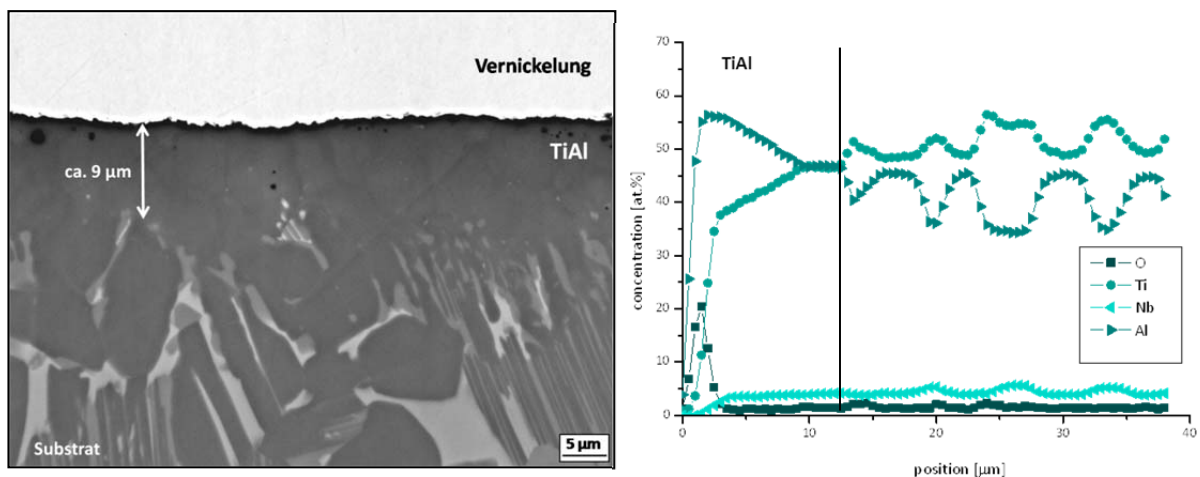 Vernickelung
TiAl
ca. 9 µm
Substrat
5 µm
70
60
50
40
30
20
10
0
concentration [at.%]
TiAl
O
Ti
Nb
Al
0
10
20
30
40
position [µm]